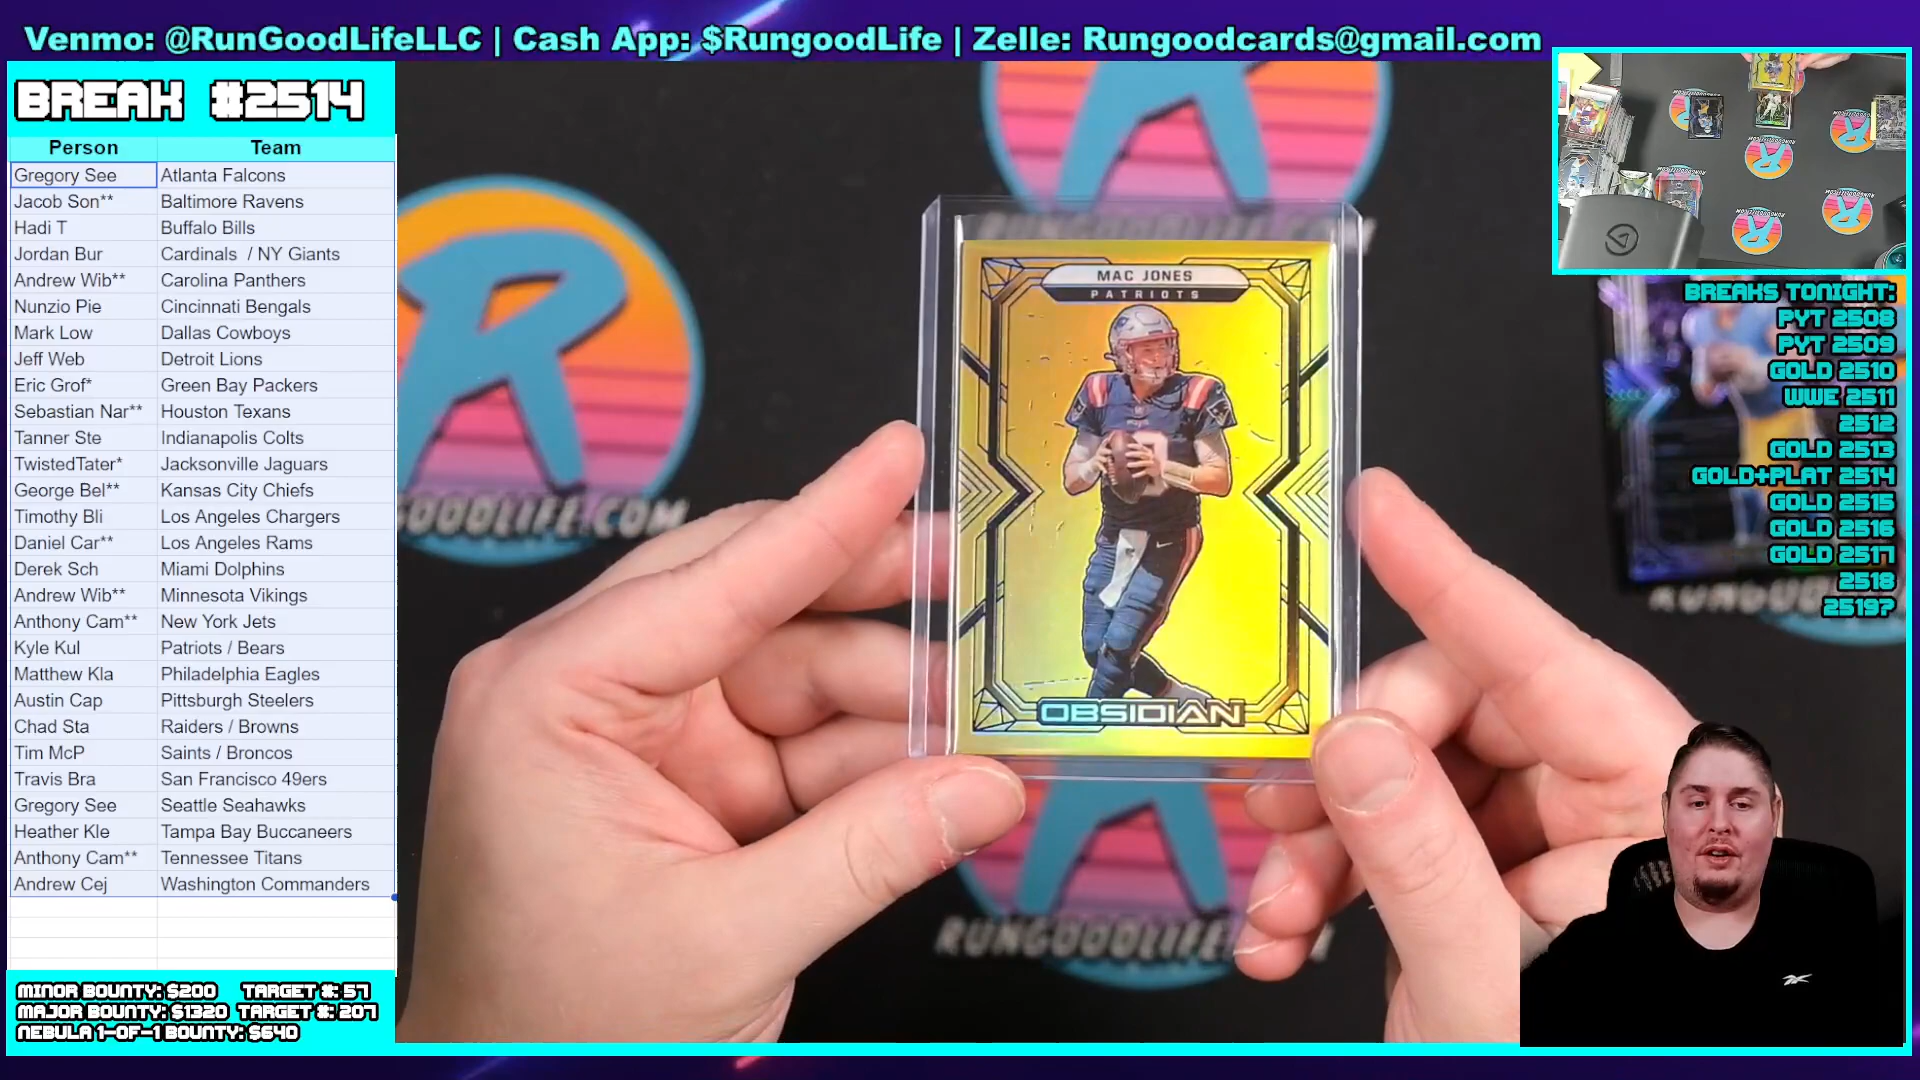 Venmo: @RunGoodLifeLLC | Cash App: $RungoodLife | Zelle: Rungoodcards@gmail.com
BREAK #2514
Person Team
Gregory See Atlanta Falcons
Jacob Son** Baltimore Ravens
Hadi T Buffalo Bills
Jordan Bur Cardinals / NY Giants
Andrew Wib** Carolina Panthers
Nunzio Pie Cincinnati Bengals
Mark Low Dallas Cowboys
Jeff Web Detroit Lions
Eric Grof* Green Bay Packers
Sebastian Nar** Houston Texans
Tanner Ste Indianapolis Colts
TwistedTater* Jacksonville Jaguars
George Bel** Kansas City Chiefs
Timothy Bli Los Angeles Chargers
Daniel Car** Los Angeles Rams
Derek Sch Miami Dolphins
Andrew Wib** Minnesota Vikings
Anthony Cam** New York Jets
Kyle Kul Patriots / Bears
Matthew Kla Philadelphia Eagles
Austin Cap Pittsburgh Steelers
Chad Sta Raiders / Browns
Tim McP Saints / Broncos
Travis Bra San Francisco 49ers
Gregory See Seattle Seahawks
Heather Kle Tampa Bay Buccaneers
Anthony Cam** Tennessee Titans
Andrew Cej Washington Commanders
MINOR BOUNTY: $200 TARGET #: 57
MAJOR BOUNTY: $1320 TARGET #: 207
NEBULA 1-OF-1 BOUNTY: $640
MAC JONES
PATRIOTS
OBSIDIAN
R
GOODLIFE.COM
RUNGOODLIFE
BREAKS TONIGHT:
PYT 2508
PYT 2509
GOLD 2510
WWE 2511
2512
GOLD 2513
GOLD+PLAT 2514
GOLD 2515
GOLD 2516
GOLD 2517
2518
2519?